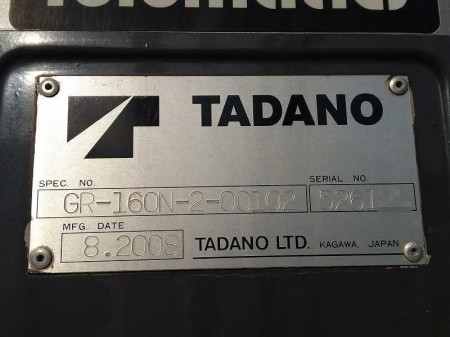 TADANO
SPEC. NO. SERIAL NO.
GR-160N-2-00102 5261
MFG. DATE
8.2008 TADANO LTD. KAGAWA, JAPAN